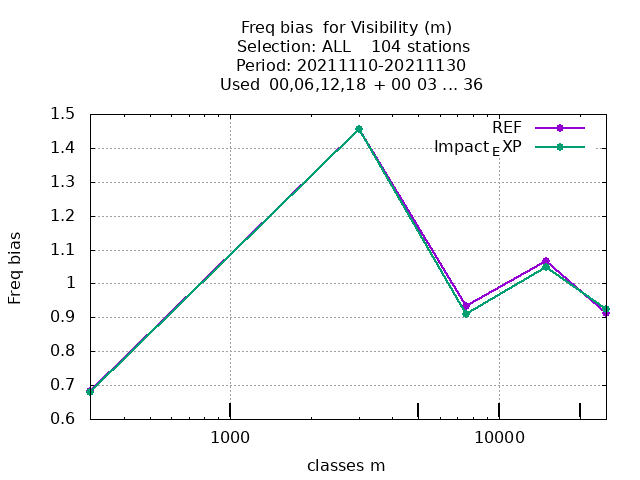 Freq bias  for Visibility (m)
Selection: ALL    104 stations
Period: 20211110-20211130
Used  00,06,12,18  + 00 03 ... 36
REF
Impact_EXP
1.5
1.4
1.3
1.2
1.1
1
0.9
0.8
0.7
0.6
Freq bias
1000
10000
classes m